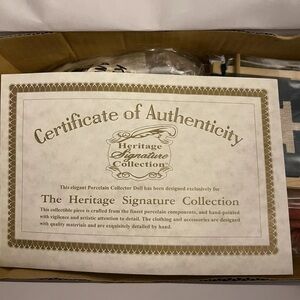 Certificate of Authenticity
Heritage
Signature
Collection
This elegant Porcelain Collector Doll has been designed exclusively for
The Heritage Signature Collection
This collectible piece is crafted from the finest porcelain components, and hand-painted
with vigilance and artistic attention to detail. The clothing and accessories are designed
with quality materials and are exquisitely detailed by hand.